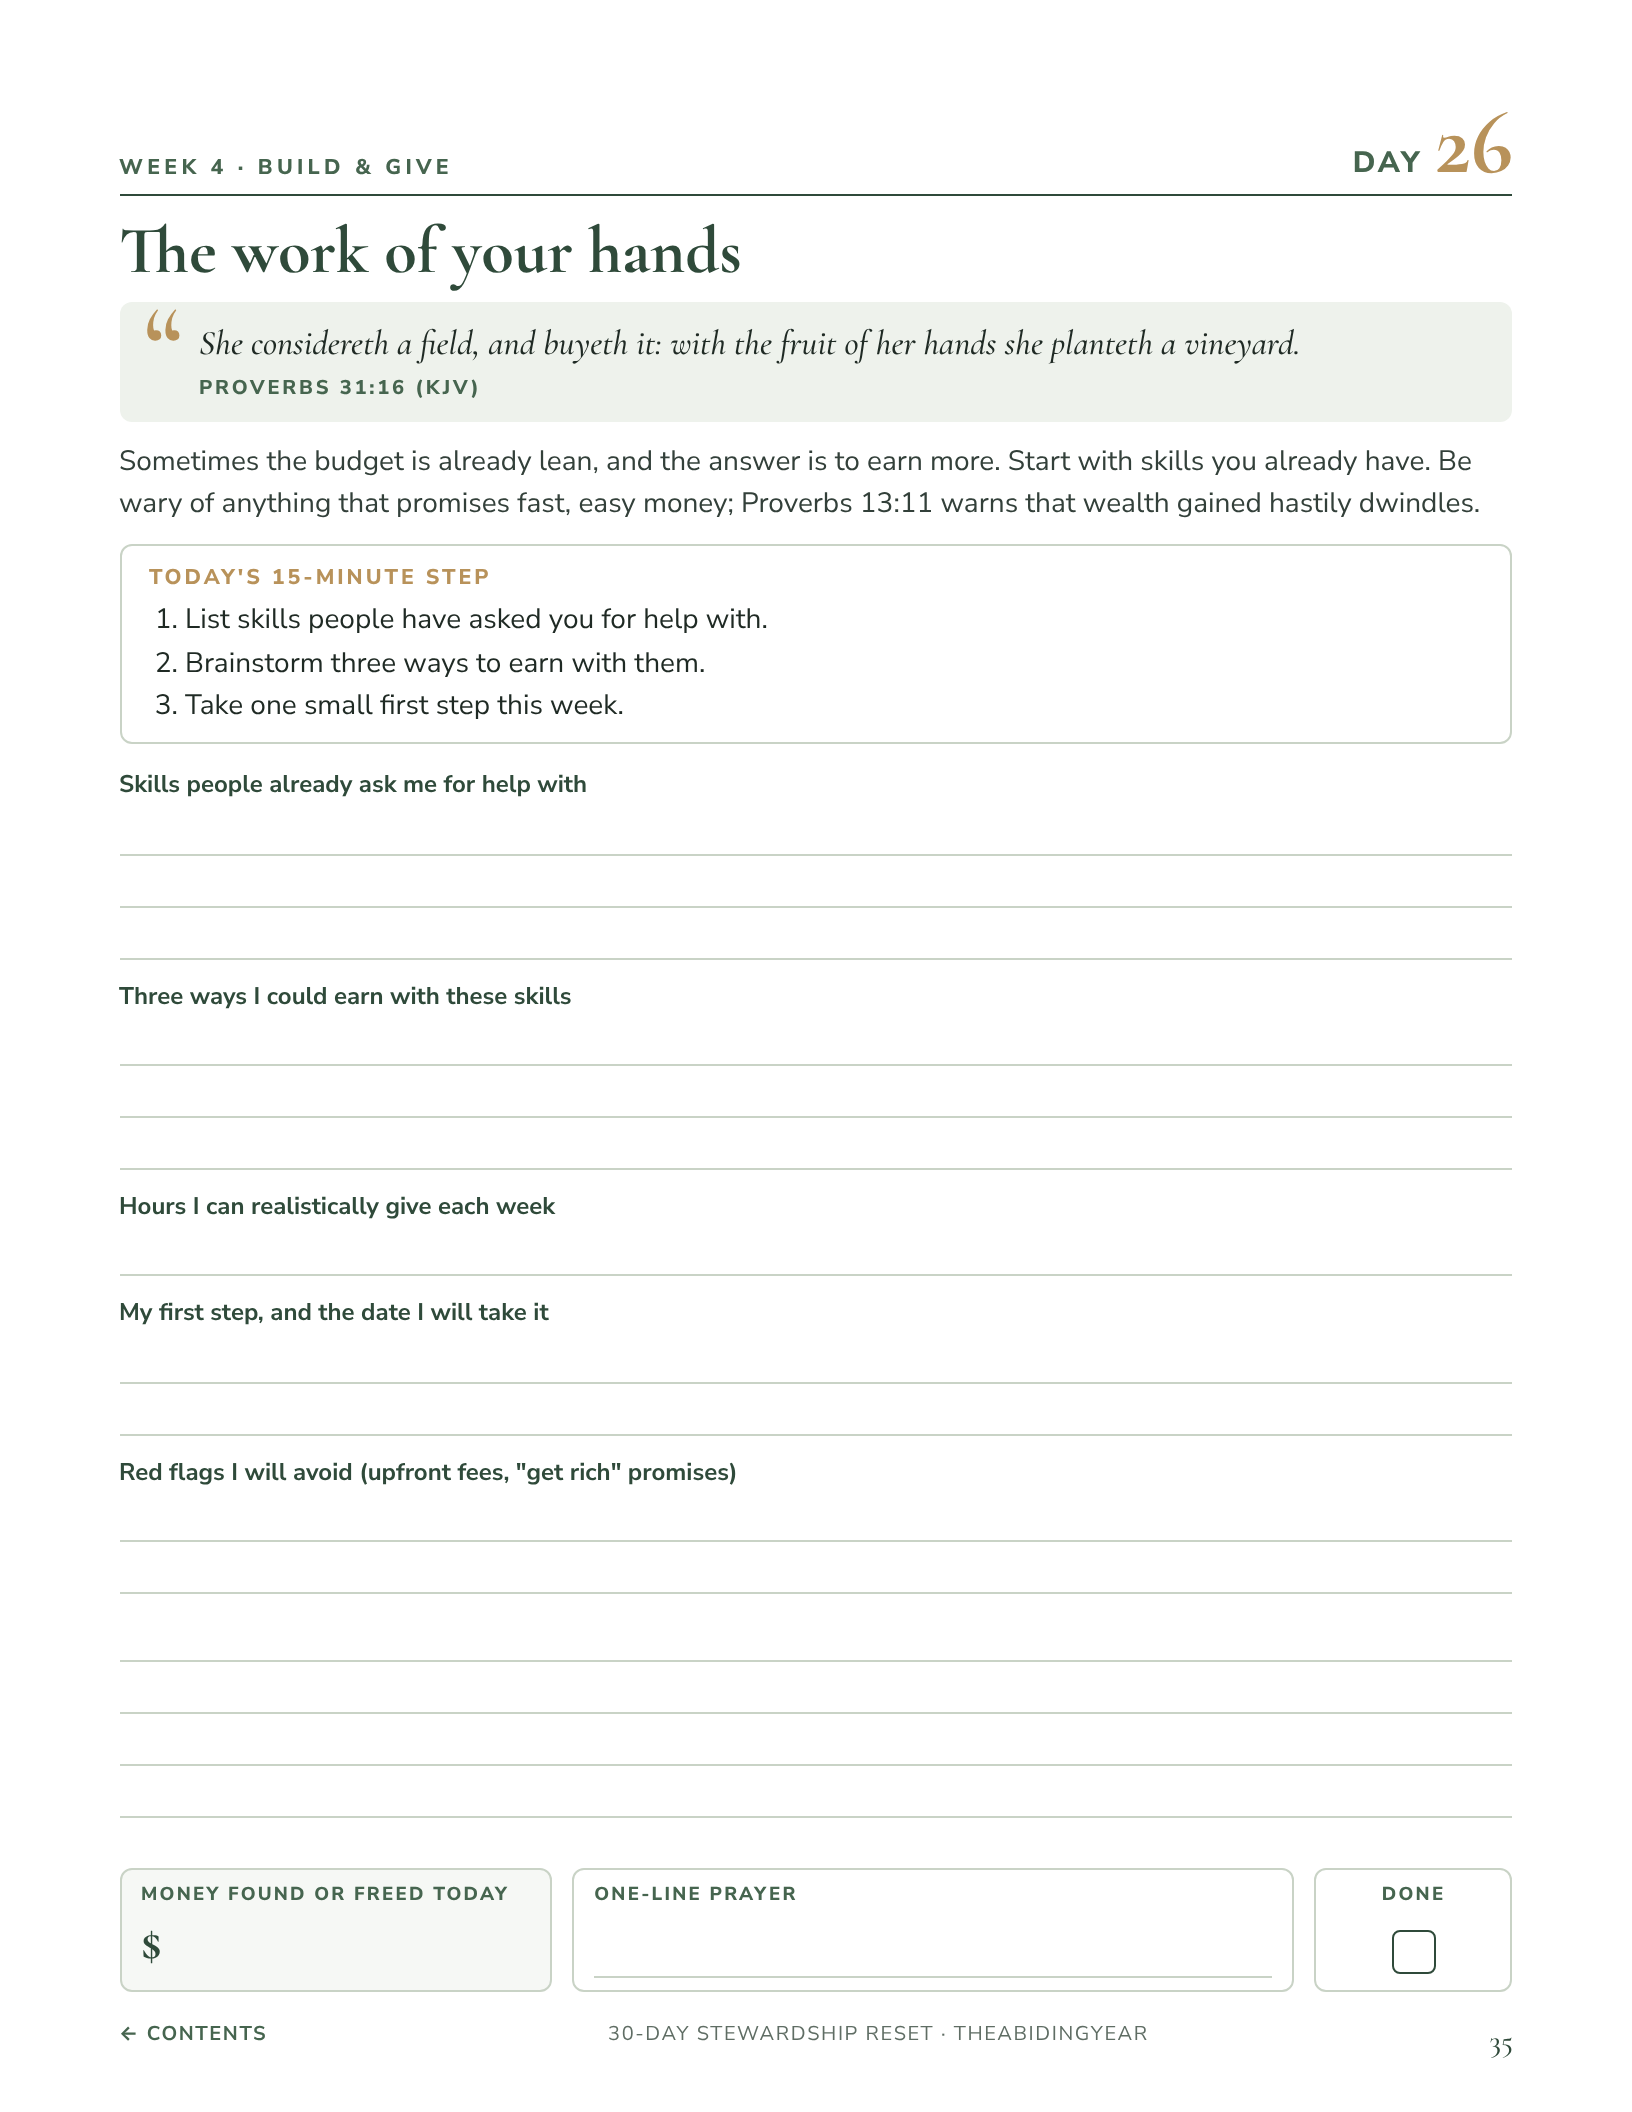 WEEK 4 · BUILD & GIVE
DAY 26
The work of your hands
“ She considereth a field, and buyeth it: with the fruit of her hands she planteth a vineyard.
PROVERBS 31:16 (KJV)
Sometimes the budget is already lean, and the answer is to earn more. Start with skills you already have. Be
wary of anything that promises fast, easy money; Proverbs 13:11 warns that wealth gained hastily dwindles.
TODAY'S 15-MINUTE STEP
1. List skills people have asked you for help with.
2. Brainstorm three ways to earn with them.
3. Take one small first step this week.
Skills people already ask me for help with
Three ways I could earn with these skills
Hours I can realistically give each week
My first step, and the date I will take it
Red flags I will avoid (upfront fees, "get rich" promises)
MONEY FOUND OR FREED TODAY
$
ONE-LINE PRAYER
DONE
← CONTENTS
30-DAY STEWARDSHIP RESET · THEABIDINGYEAR
35